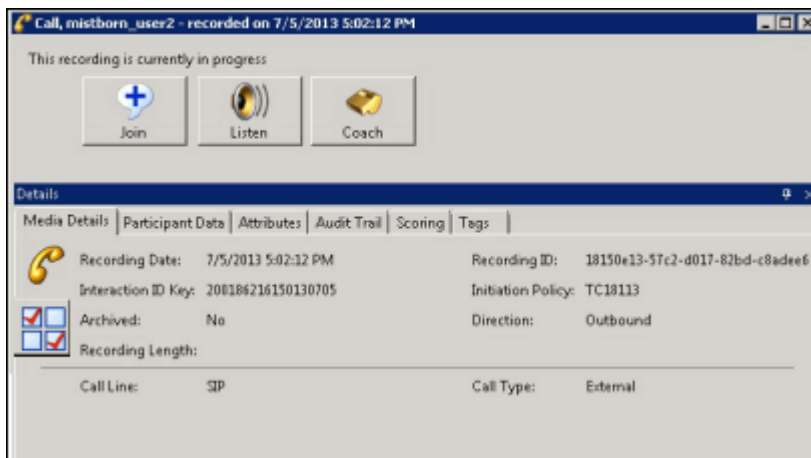 Call, mistborn_user2 - recorded on 7/5/2013 5:02:12 PM
This recording is currently in progress
Join Listen Coach
Details
Media Details Participant Data Attributes Audit Trail Scoring Tags
Recording Date: 7/5/2013 5:02:12 PM Recording ID: 18150e13-57c2-d017-82bd-c8adee6
Interaction ID Key: 200186216150130705 Initiation Policy: TC18113
Archived: No Direction: Outbound
Recording Length:
Call Line: SIP Call Type: External